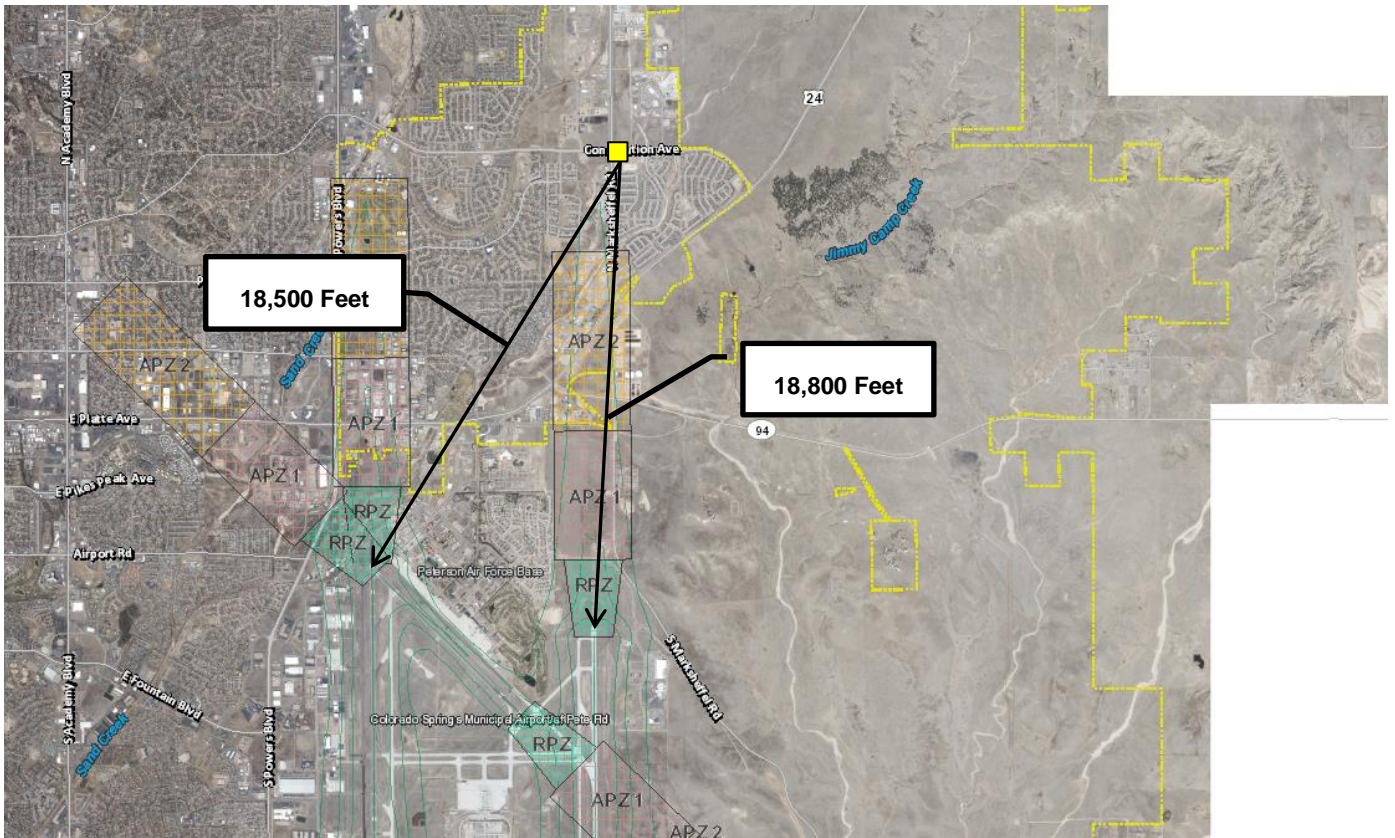 24
N Academy Blvd
N Marksheffel Rd
Powers Blvd
Jimmy Camp Creek
18,500 Feet
18,800 Feet
Sand Creek
APZ 2
APZ 2
E Platte Ave
APZ 1
94
APZ 1
E Pikes Peak Ave
APZ 1
RPZ
RPZ
Airport Rd
Peterson Air Force Base
RPZ
S Marksheffel Rd
E Fountain Blvd
S Academy Blvd
S Powers Blvd
Sand Creek
Colorado Springs Municipal Airport
Rd
RPZ
APZ 1
APZ 2